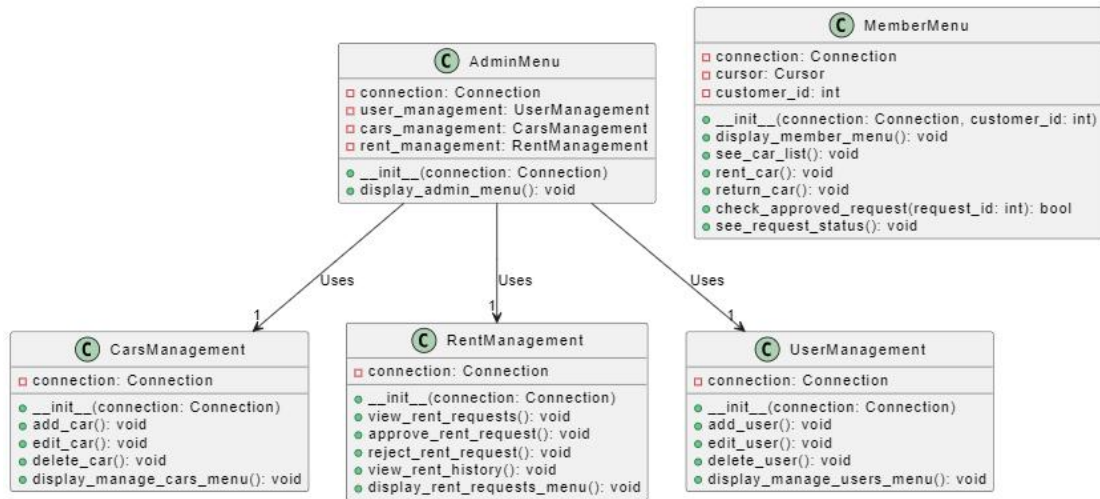 C AdminMenu
connection: Connection
user_management: UserManagement
cars_management: CarsManagement
rent_management: RentManagement
__init__(connection: Connection)
display_admin_menu(): void
C MemberMenu
connection: Connection
cursor: Cursor
customer_id: int
__init__(connection: Connection, customer_id: int)
display_member_menu(): void
see_car_list(): void
rent_car(): void
return_car(): void
check_approved_request(request_id: int): bool
see_request_status(): void
Uses
Uses
Uses
1
1
1
C CarsManagement
connection: Connection
__init__(connection: Connection)
add_car(): void
edit_car(): void
delete_car(): void
display_manage_cars_menu(): void
C RentManagement
connection: Connection
__init__(connection: Connection)
view_rent_requests(): void
approve_rent_request(): void
reject_rent_request(): void
view_rent_history(): void
display_rent_requests_menu(): void
C UserManagement
connection: Connection
__init__(connection: Connection)
add_user(): void
edit_user(): void
delete_user(): void
display_manage_users_menu(): void